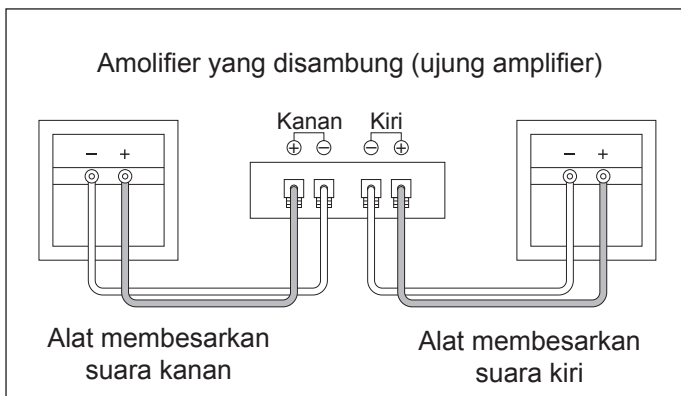 Amolifier yang disambung (ujung amplifier)
Kanan Kiri
⊕ ⊖ ⊖ ⊕
− + − +
Alat membesarkan
suara kanan
Alat membesarkan
suara kiri